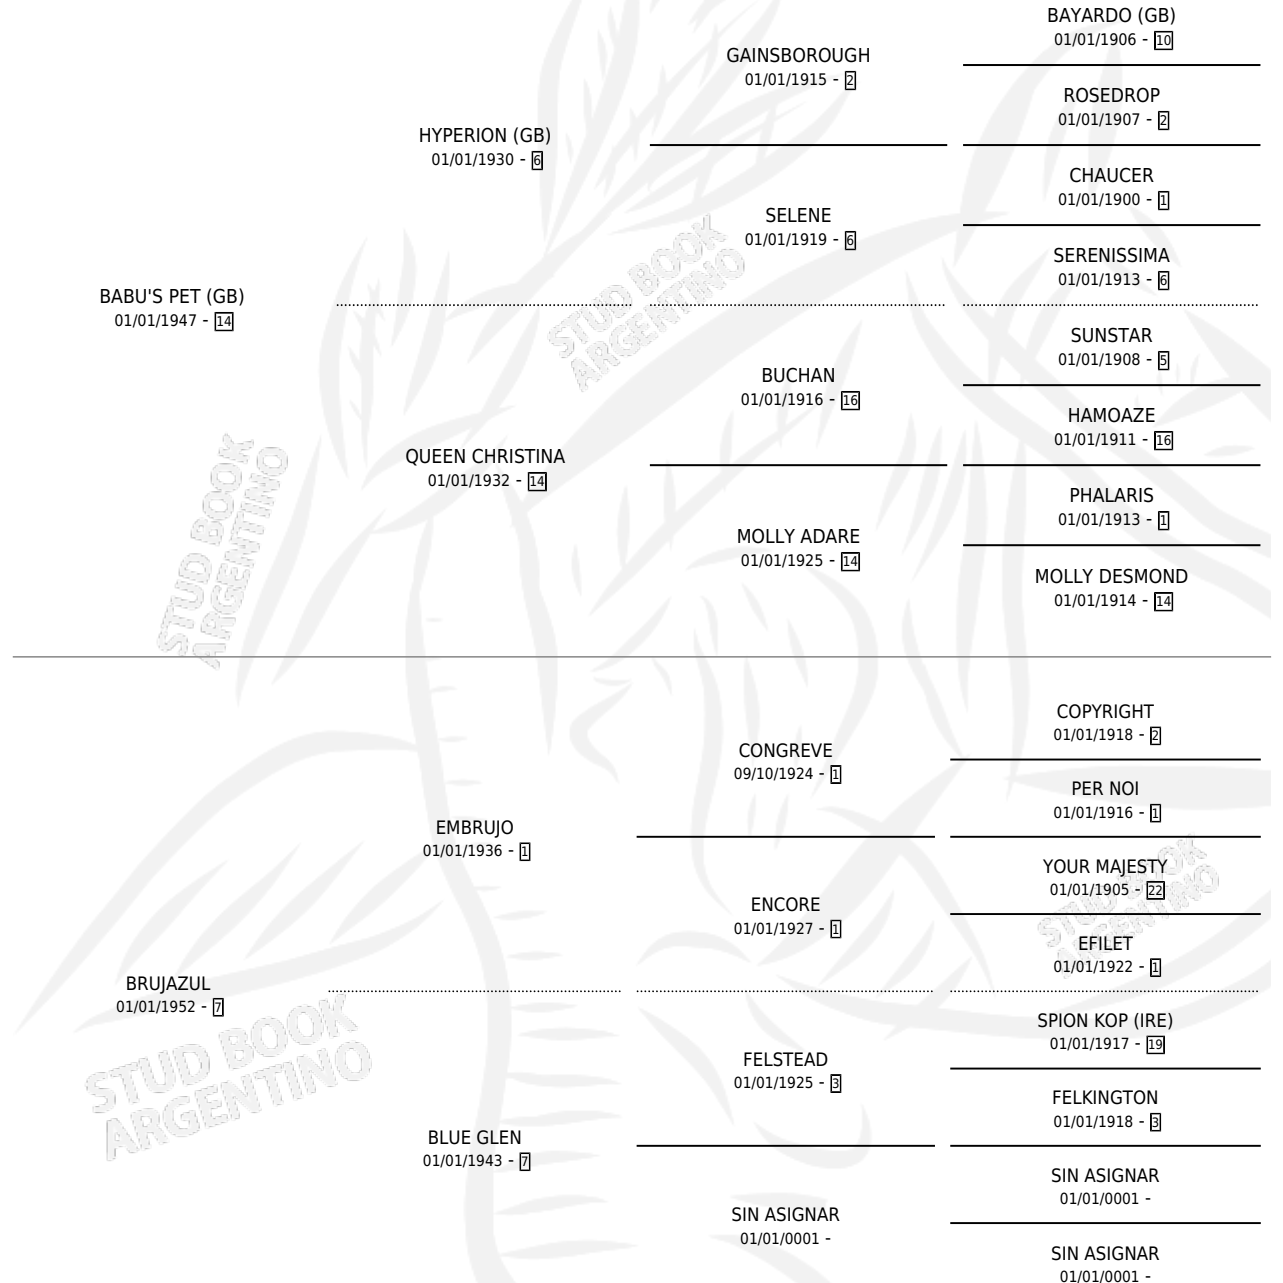 BAYARDO (GB)
01/01/1906 - 10
GAINSBOROUGH
01/01/1915 - 2
ROSEDROP
01/01/1907 - 2
HYPERION (GB)
01/01/1930 - 6
CHAUCER
01/01/1900 - 1
SELENE
01/01/1919 - 6
SERENISSIMA
01/01/1913 - 6
BABU'S PET (GB)
01/01/1947 - 14
STUD BOOK
ARGENTINO
SUNSTAR
01/01/1908 - 5
BUCHAN
01/01/1916 - 16
HAMOAZE
01/01/1911 - 16
QUEEN CHRISTINA
01/01/1932 - 14
PHALARIS
01/01/1913 - 1
MOLLY ADARE
01/01/1925 - 14
MOLLY DESMOND
01/01/1914 - 14
STUD BOOK
ARGENTINO
COPYRIGHT
01/01/1918 - 2
CONGREVE
09/10/1924 - 1
PER NOI
01/01/1916 - 1
EMBRUJO
01/01/1936 - 1
YOUR MAJESTY
01/01/1905 - 22
ENCORE
01/01/1927 - 1
EFILET
01/01/1922 - 1
STUD BOOK
ARGENTINO
BRUJAZUL
01/01/1952 - 7
SPION KOP (IRE)
01/01/1917 - 19
FELSTEAD
01/01/1925 - 3
FELKINGTON
01/01/1918 - 3
STUD BOOK
ARGENTINO
BLUE GLEN
01/01/1943 - 7
SIN ASIGNAR
01/01/0001 -
SIN ASIGNAR
01/01/0001 -
SIN ASIGNAR
01/01/0001 -